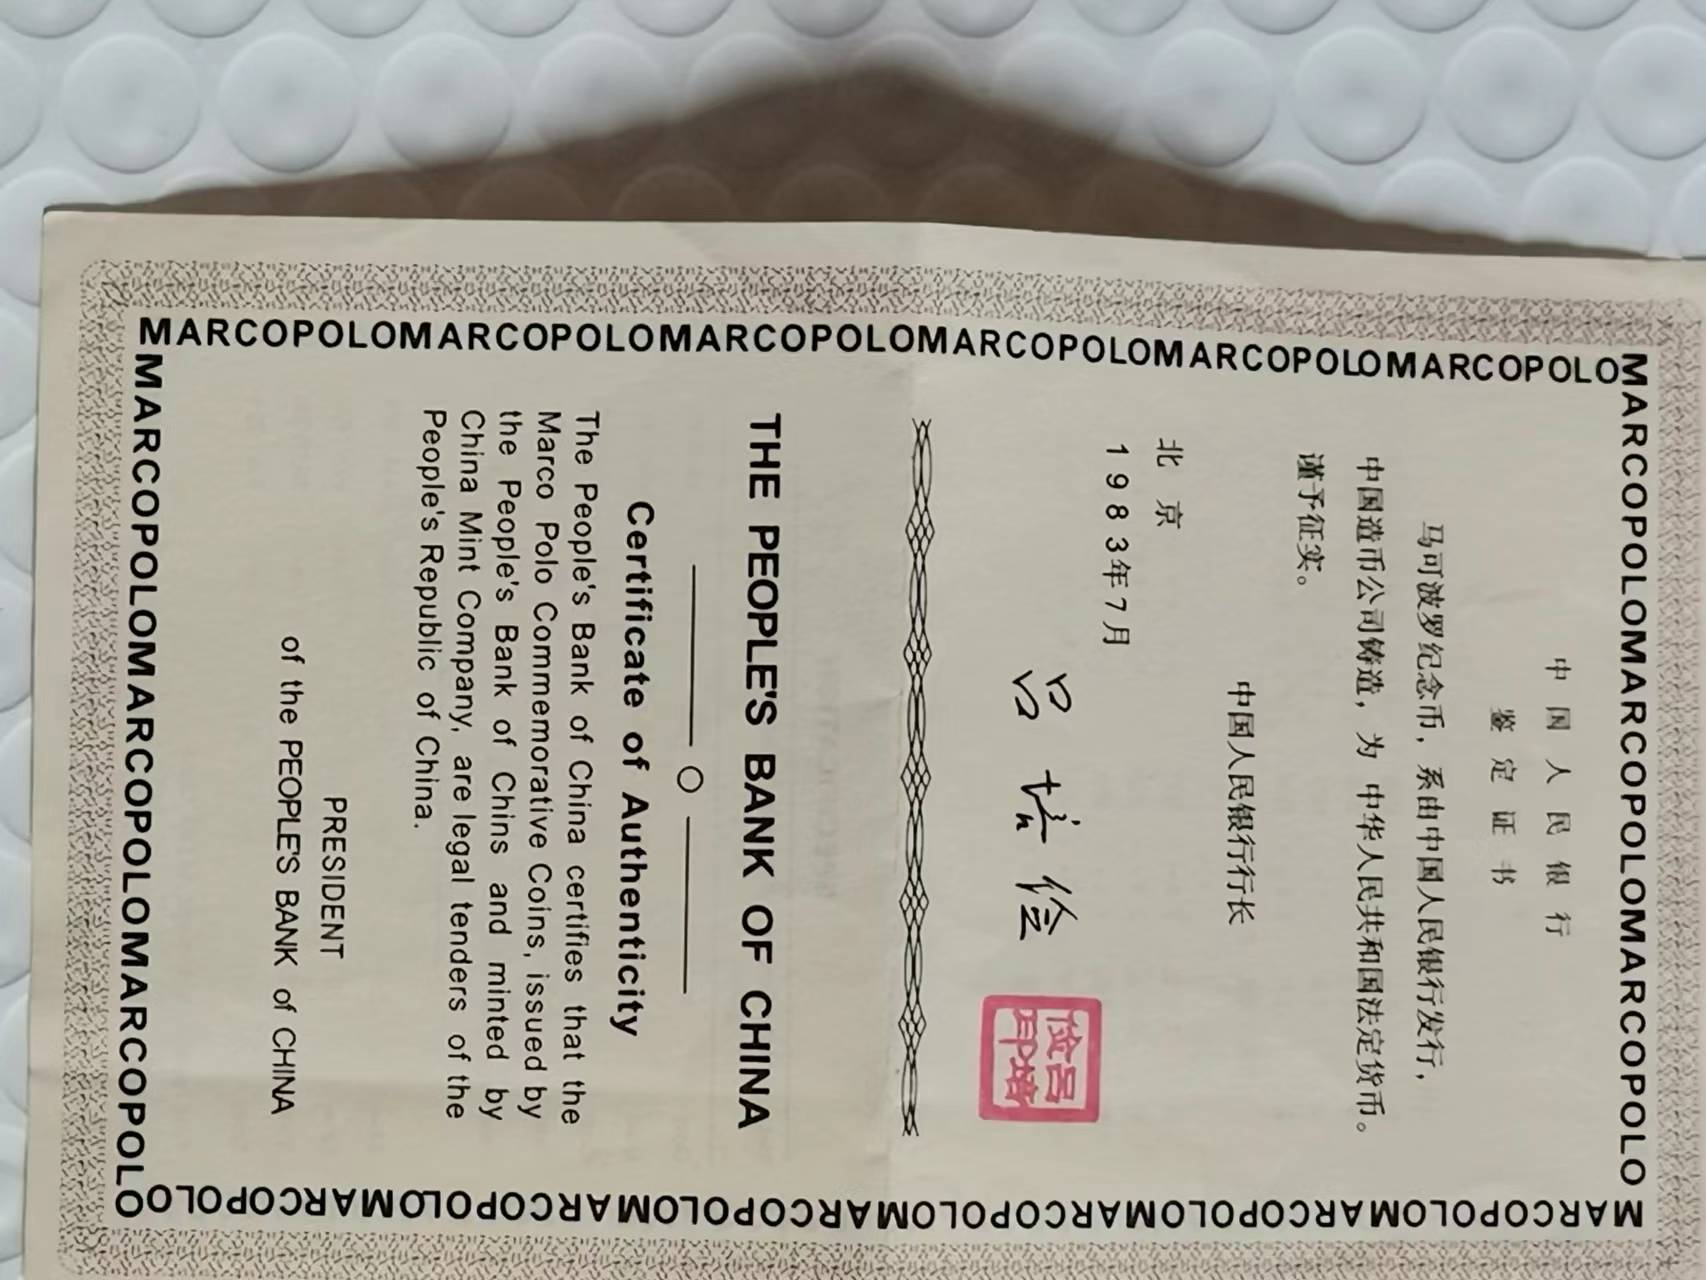 MARCOPOLOMARCOPOLOMARCOPOLOMARCOPOLO
中国人民银行
鉴定证书
马可波罗纪念币，系由中国人民银行发行，
中国造币公司铸造，为 中华人民共和国法定货币。
谨予征实。
中国人民银行行长
北京
1983年7月
吕培俭
俭吕
印培
THE PEOPLE'S BANK OF CHINA
Certificate of Authenticity
The People's Bank of China certifies that the
Marco Polo Commemorative Coins, issued by
the People's Bank of Chins and minted by
China Mint Company, are legal tenders of the
People's Republic of China.
PRESIDENT
of the PEOPLE'S BANK of CHINA
MARCOPOLOMARCOPOLOMARCOPOLOMARCOPOLO
MARCOPOLOMARCOPOLOMARCOPOLOMARCOPOLOMARCOPOLOMARCOPOLO
MARCOPOLOMARCOPOLOMARCOPOLOMARCOPOLOMARCOPOLOMARCOPOLO